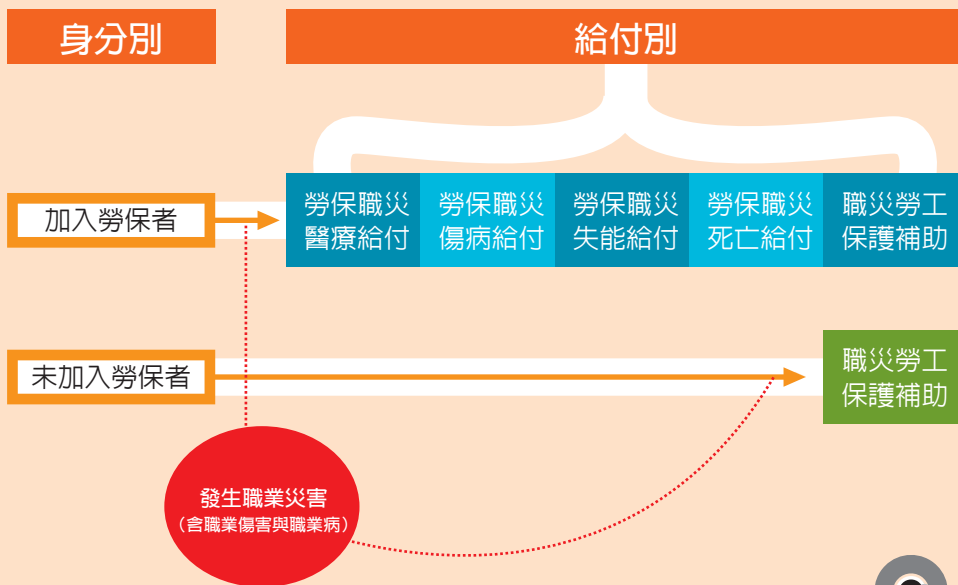 身分別
給付別
加入勞保者
勞保職災
醫療給付
勞保職災
傷病給付
勞保職災
失能給付
勞保職災
死亡給付
職災勞工
保護補助
未加入勞保者
職災勞工
保護補助
發生職業災害
（含職業傷害與職業病）